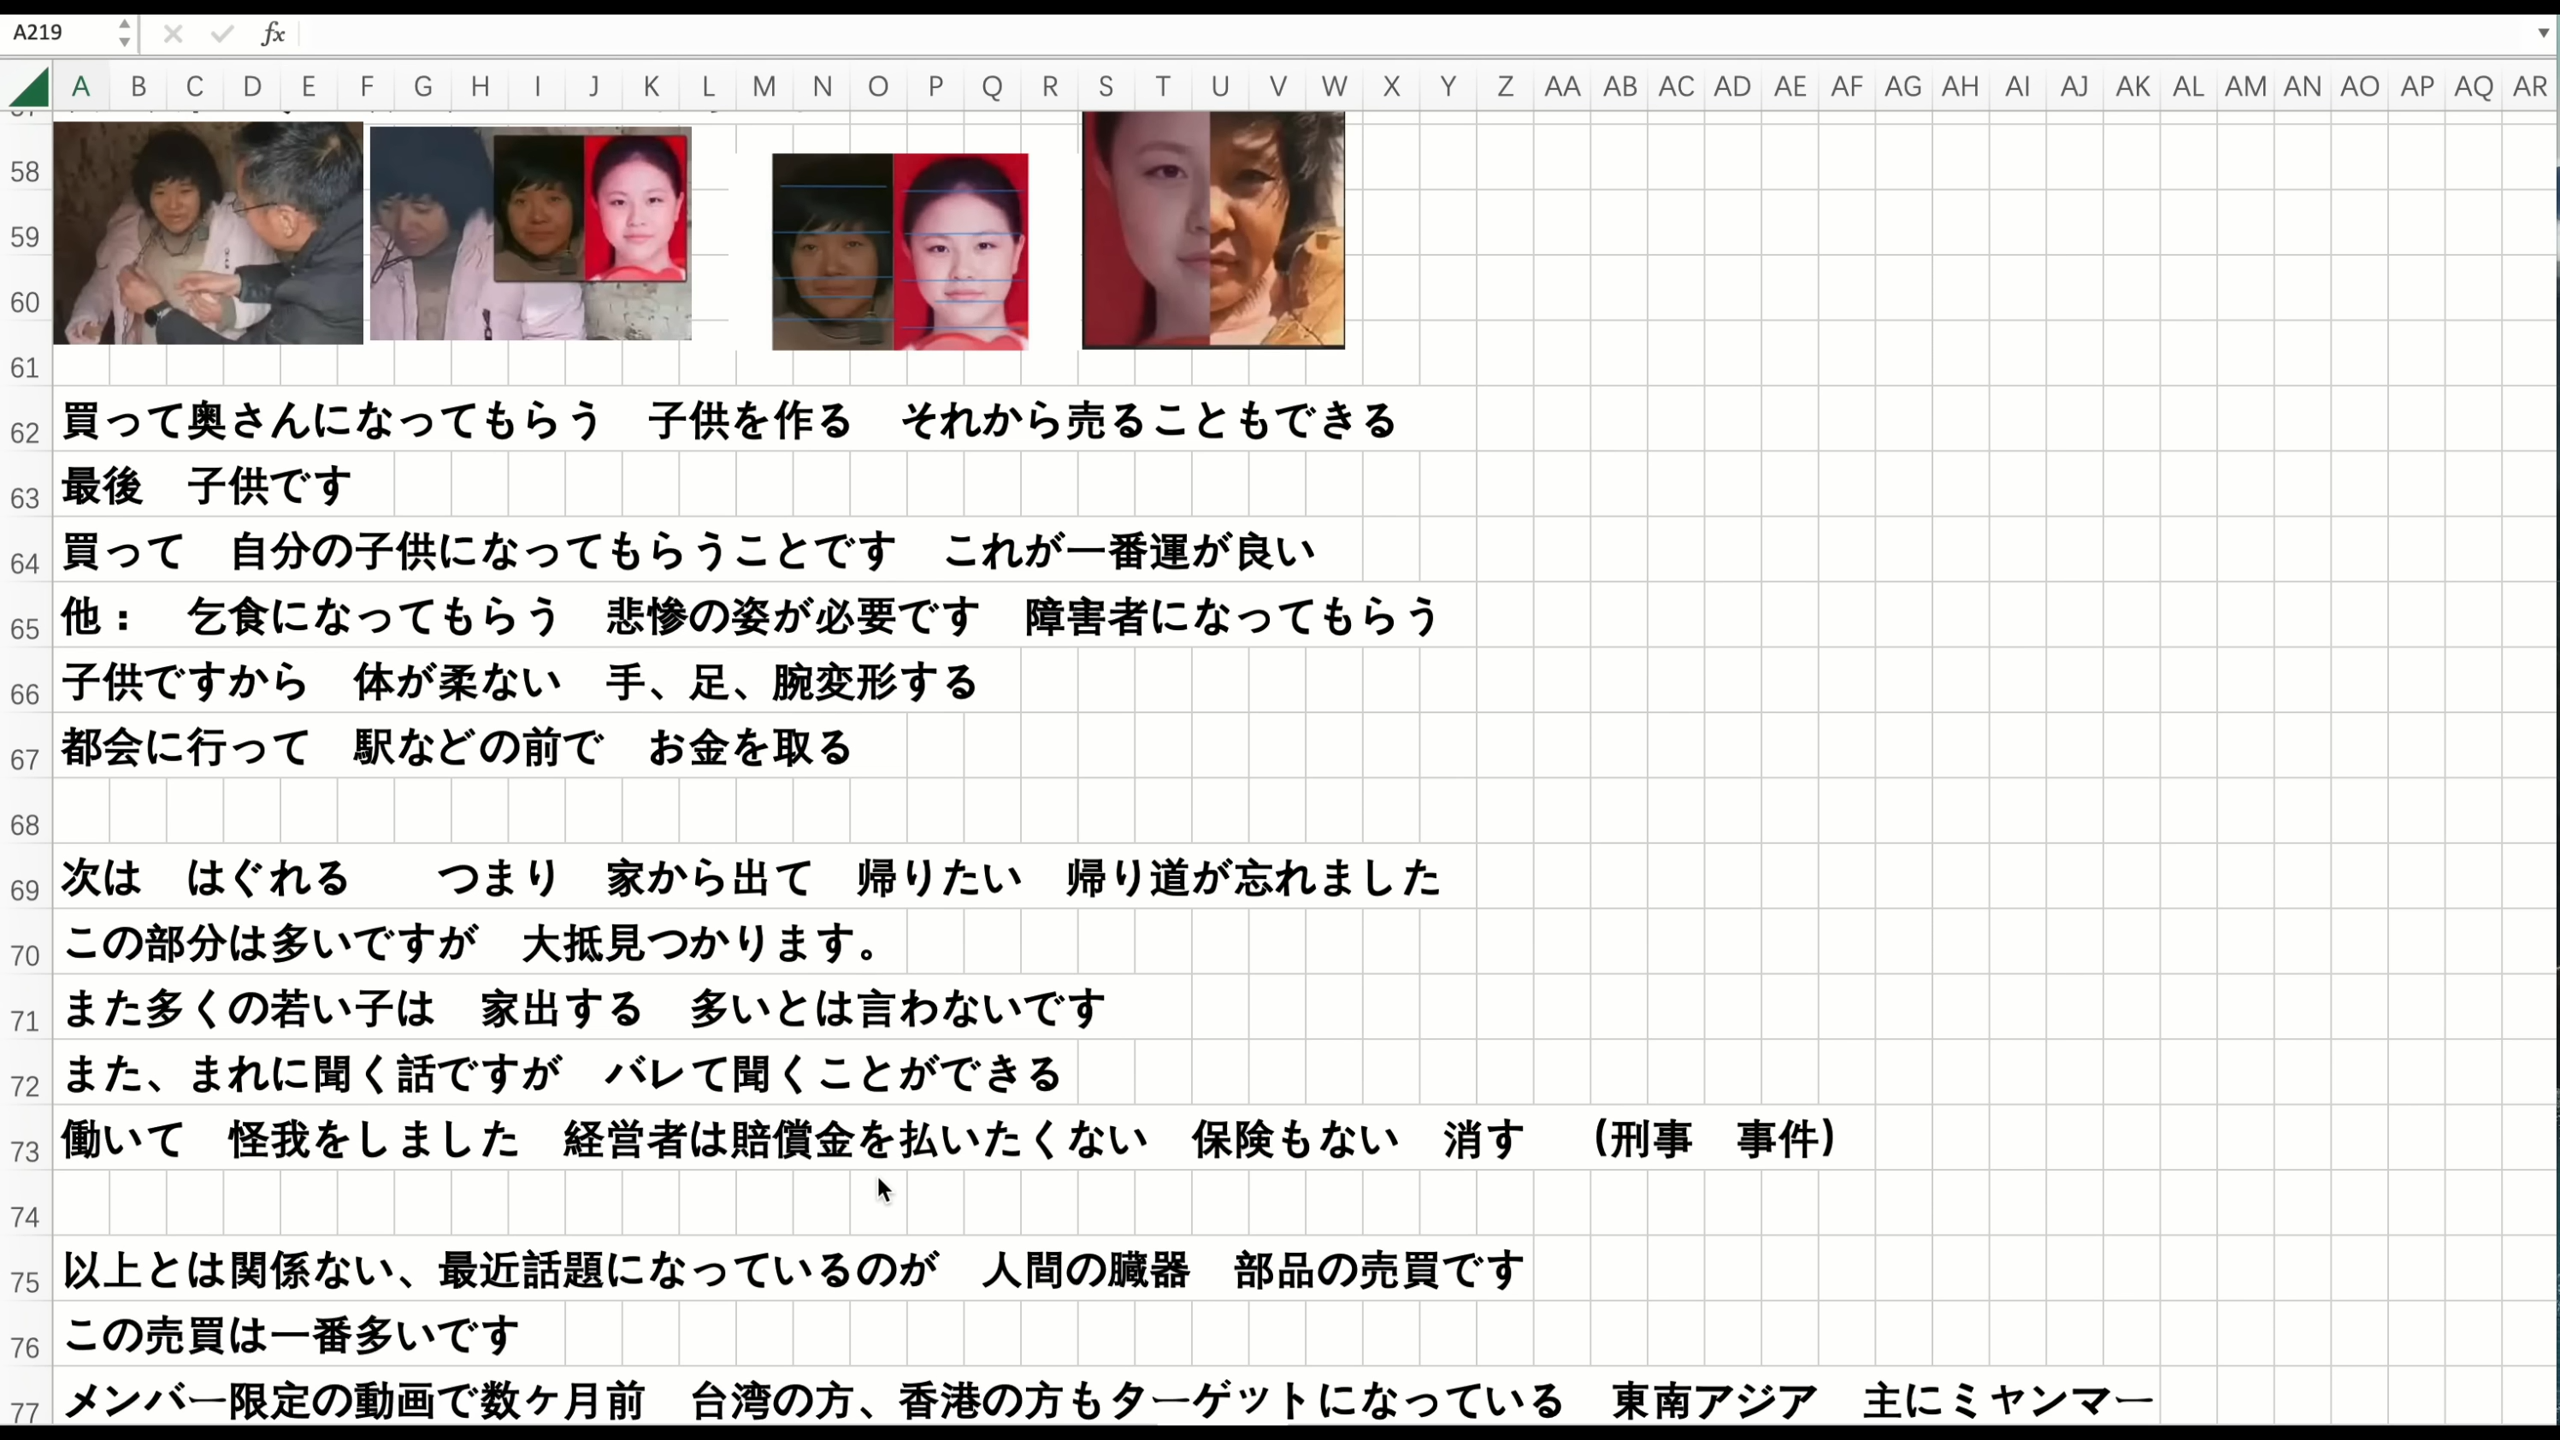 A219 fx
A B C D E F G H I J K L M N O P Q R S T U V W X Y Z AA AB AC AD AE AF AG AH AI AJ AK AL AM AN AO AP AQ AR
58
59
60
61
62 買って奥さんになってもらう　子供を作る　それから売ることもできる
63 最後　子供です
64 買って　自分の子供になってもらうことです　これが一番運が良い
65 他：　乞食になってもらう　悲惨の姿が必要です　障害者になってもらう
66 子供ですから　体が柔ない　手、足、腕変形する
67 都会に行って　駅などの前で　お金を取る
68
69 次は　はぐれる　　つまり　家から出て　帰りたい　帰り道が忘れました
70 この部分は多いですが　大抵見つかります。
71 また多くの若い子は　家出する　多いとは言わないです
72 また、まれに聞く話ですが　バレて聞くことができる
73 働いて　怪我をしました　経営者は賠償金を払いたくない　保険もない　消す　（刑事　事件）
74
75 以上とは関係ない、最近話題になっているのが　人間の臓器　部品の売買です
76 この売買は一番多いです
77 メンバー限定の動画で数ヶ月前　台湾の方、香港の方もターゲットになっている　東南アジア　主にミャンマー